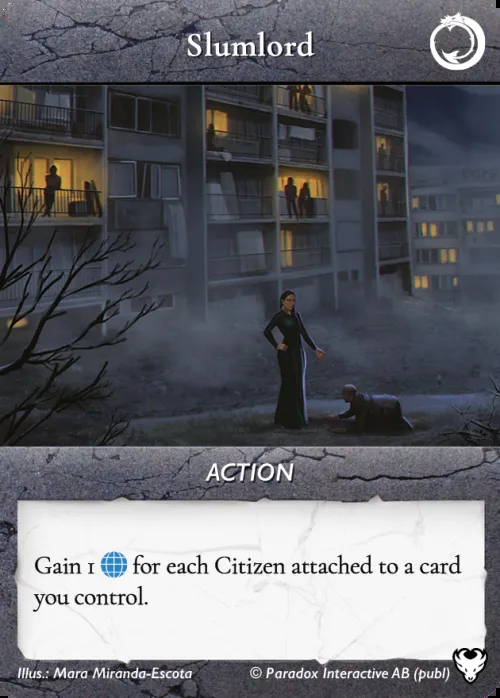 Slumlord
ACTION
Gain 1 for each Citizen attached to a card
you control.
Illus.: Mara Miranda-Escota © Paradox Interactive AB (publ)